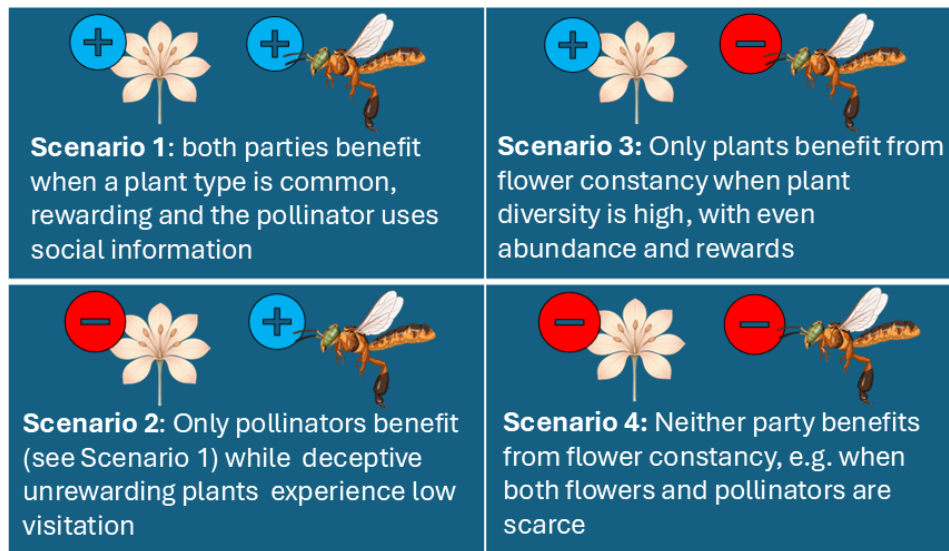 Scenario 1: both parties benefit
when a plant type is common,
rewarding and the pollinator uses
social information
Scenario 3: Only plants benefit from
flower constancy when plant
diversity is high, with even
abundance and rewards
Scenario 2: Only pollinators benefit
(see Scenario 1) while deceptive
unrewarding plants experience low
visitation
Scenario 4: Neither party benefits
from flower constancy, e.g. when
both flowers and pollinators are
scarce